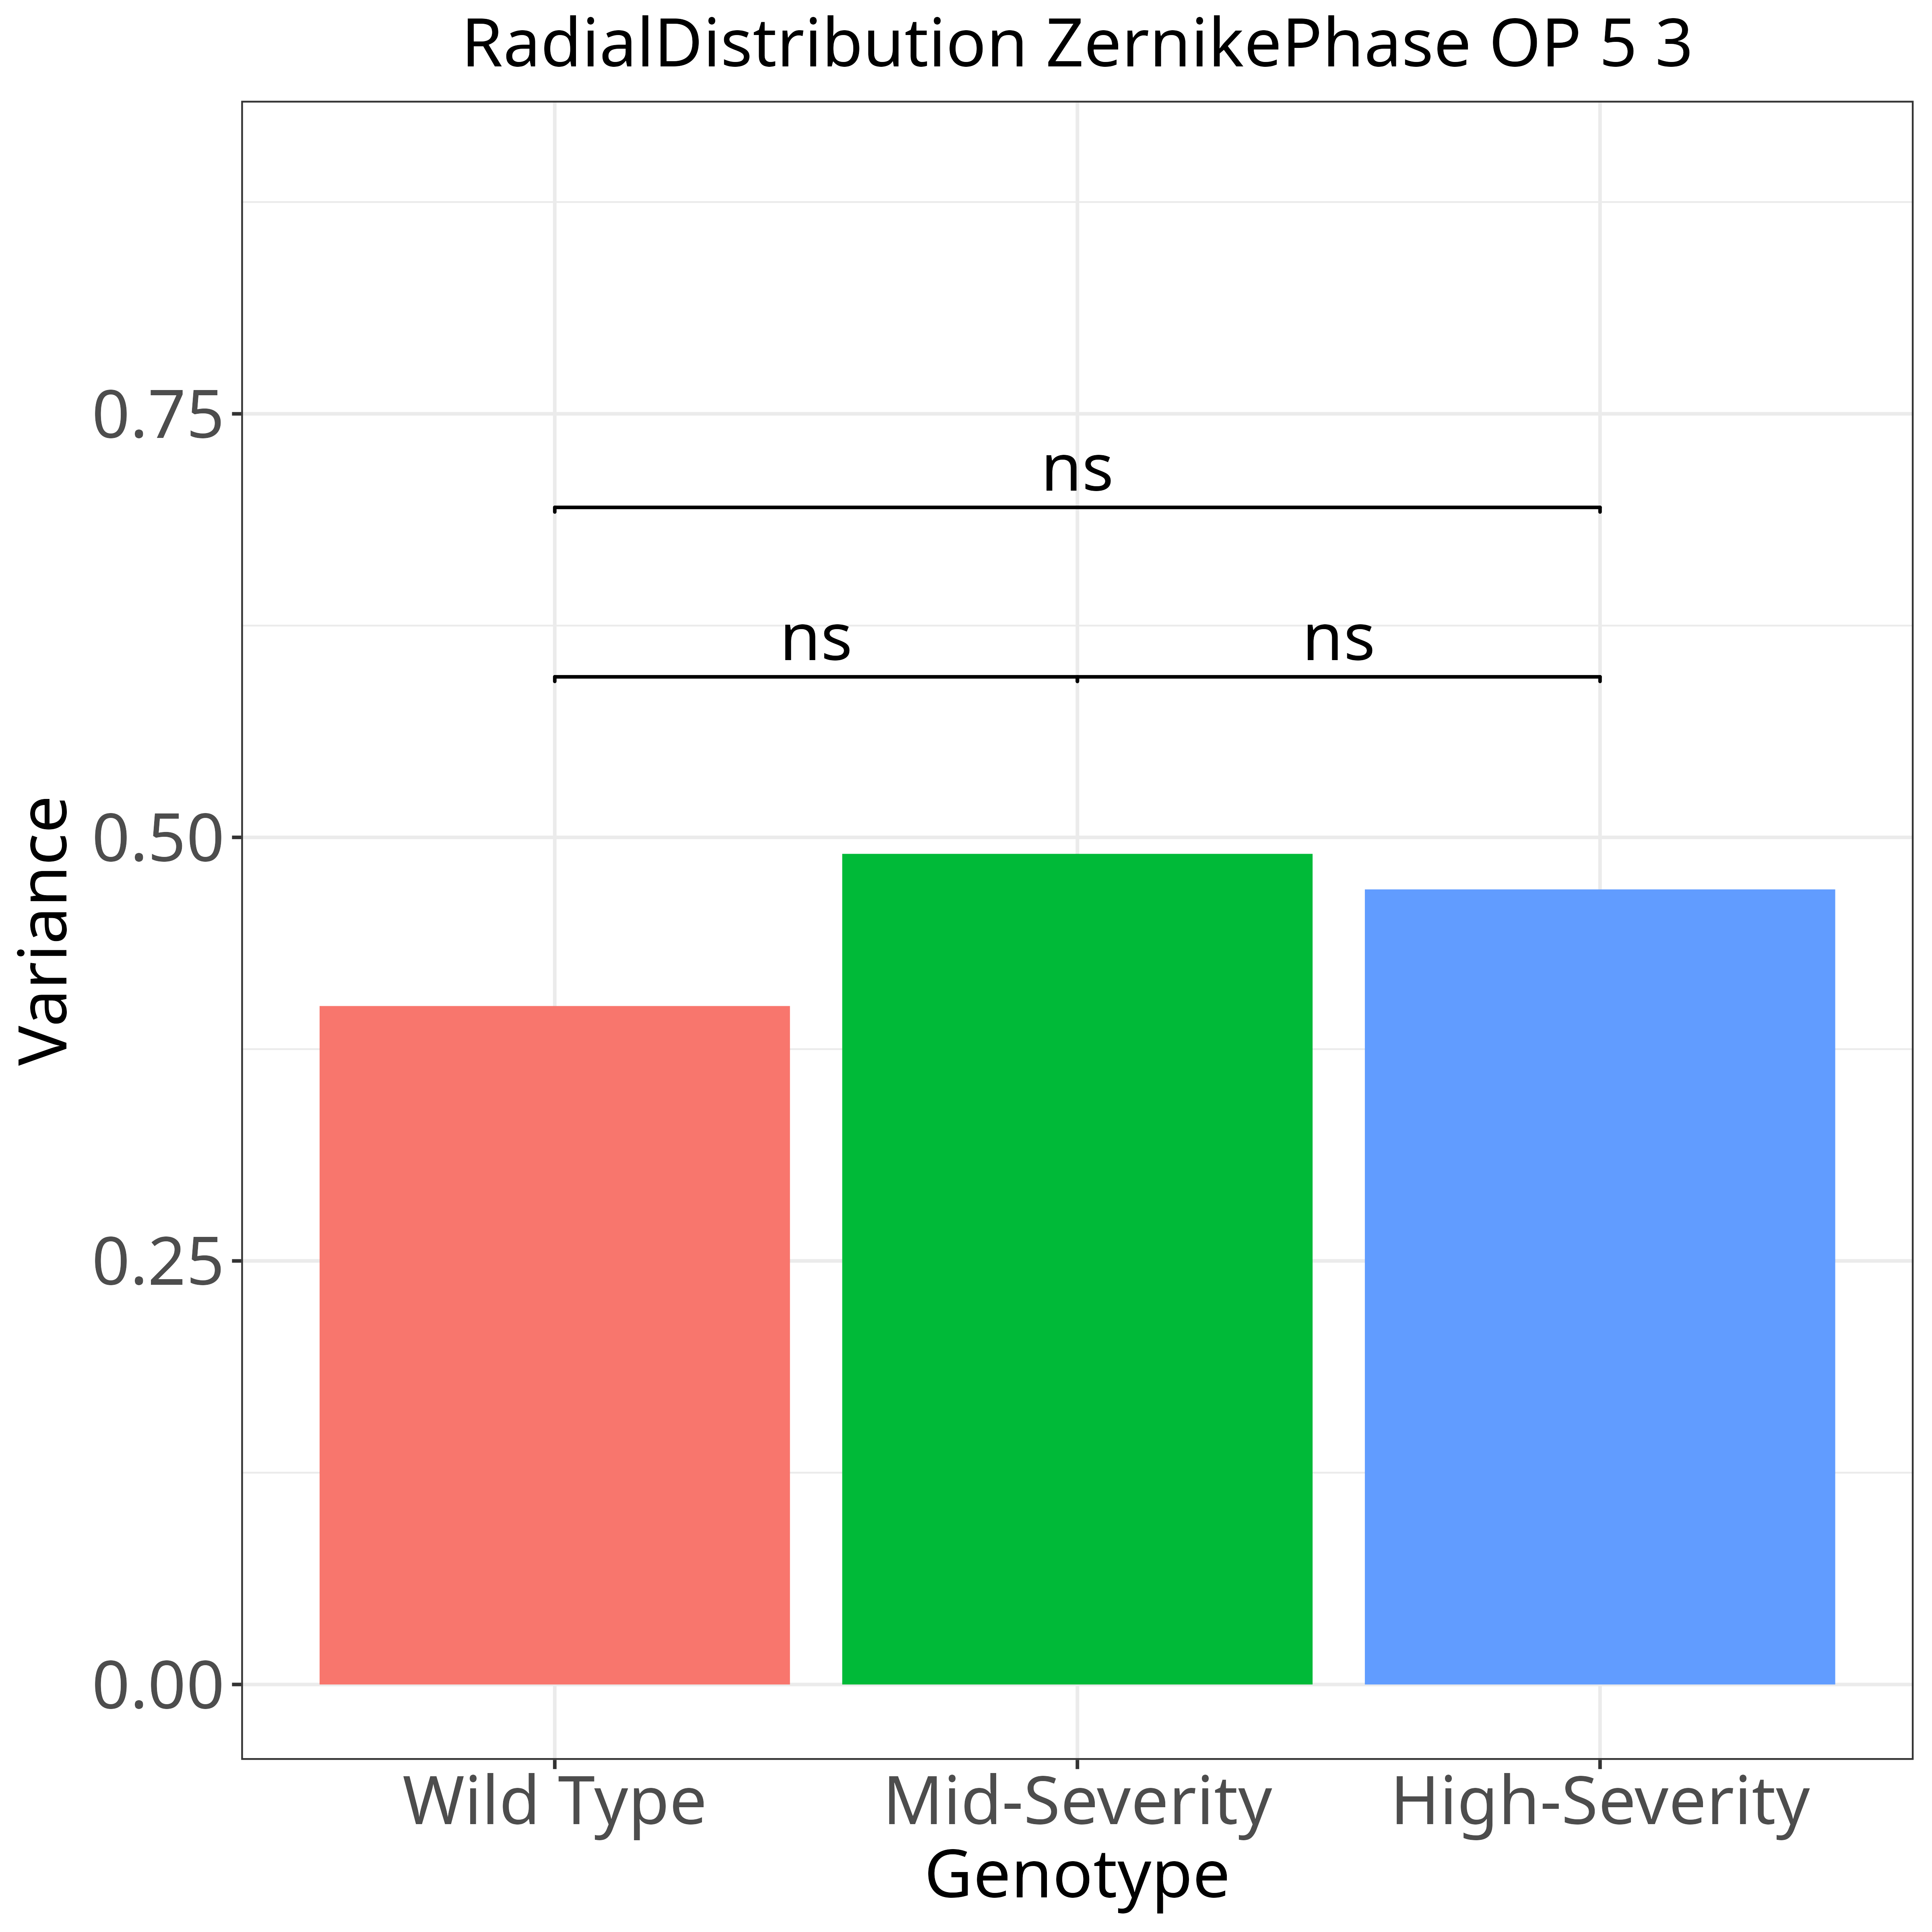 RadialDistribution ZernikePhase OP 5 3
0.75
ns
ns ns
0.50
Variance
0.25
0.00
Wild Type Mid-Severity High-Severity
Genotype